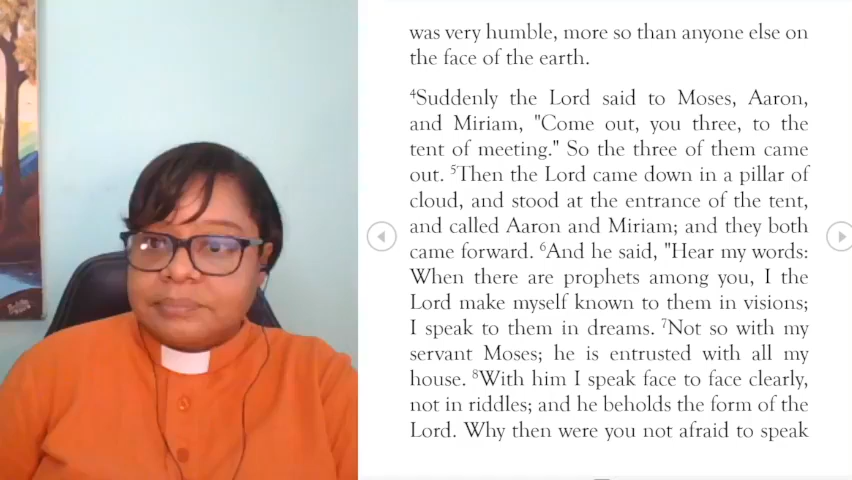 was very humble, more so than anyone else on
the face of the earth.
⁴Suddenly the Lord said to Moses, Aaron,
and Miriam, "Come out, you three, to the
tent of meeting." So the three of them came
out. ⁵Then the Lord came down in a pillar of
cloud, and stood at the entrance of the tent,
and called Aaron and Miriam; and they both
came forward. ⁶And he said, "Hear my words:
When there are prophets among you, I the
Lord make myself known to them in visions;
I speak to them in dreams. ⁷Not so with my
servant Moses; he is entrusted with all my
house. ⁸With him I speak face to face clearly,
not in riddles; and he beholds the form of the
Lord. Why then were you not afraid to speak